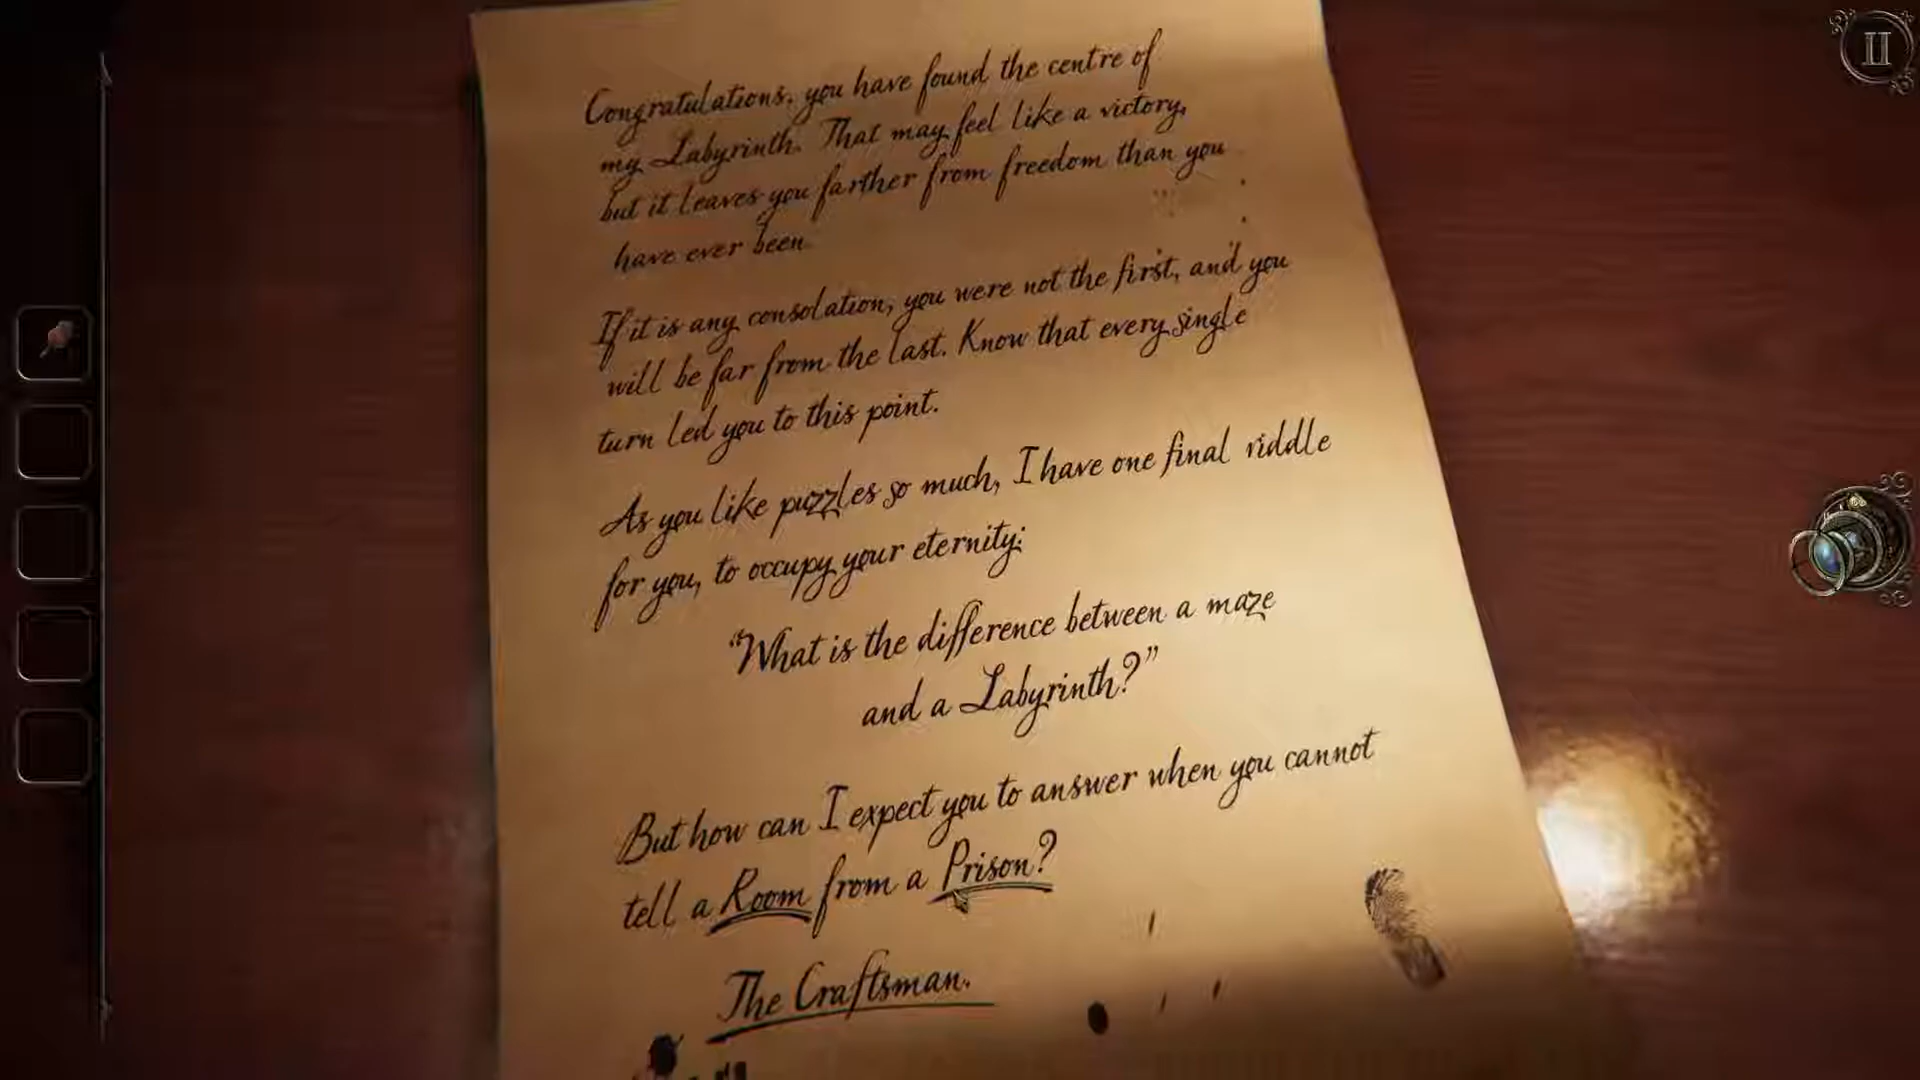 Congratulations, you have found the centre of
my Labyrinth. That may feel like a victory,
but it leaves you farther from freedom than you
have ever been.
If it is any consolation, you were not the first, and you
will be far from the last. Know that every single
turn led you to this point.
As you like puzzles so much, I have one final riddle
for you, to occupy your eternity:
"What is the difference between a maze
and a Labyrinth?"
But how can I expect you to answer when you cannot
tell a Room from a Prison?
The Craftsman.